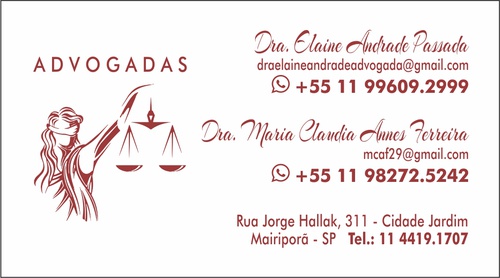 ADVOGADAS
Dra. Elaine Andrade Passada
draelaineandradeadvogada@gmail.com
+55 11 99609.2999
Dra. Maria Claudia Annes Ferreira
mcaf29@gmail.com
+55 11 98272.5242
Rua Jorge Hallak, 311 - Cidade Jardim
Mairiporã - SP Tel.: 11 4419.1707